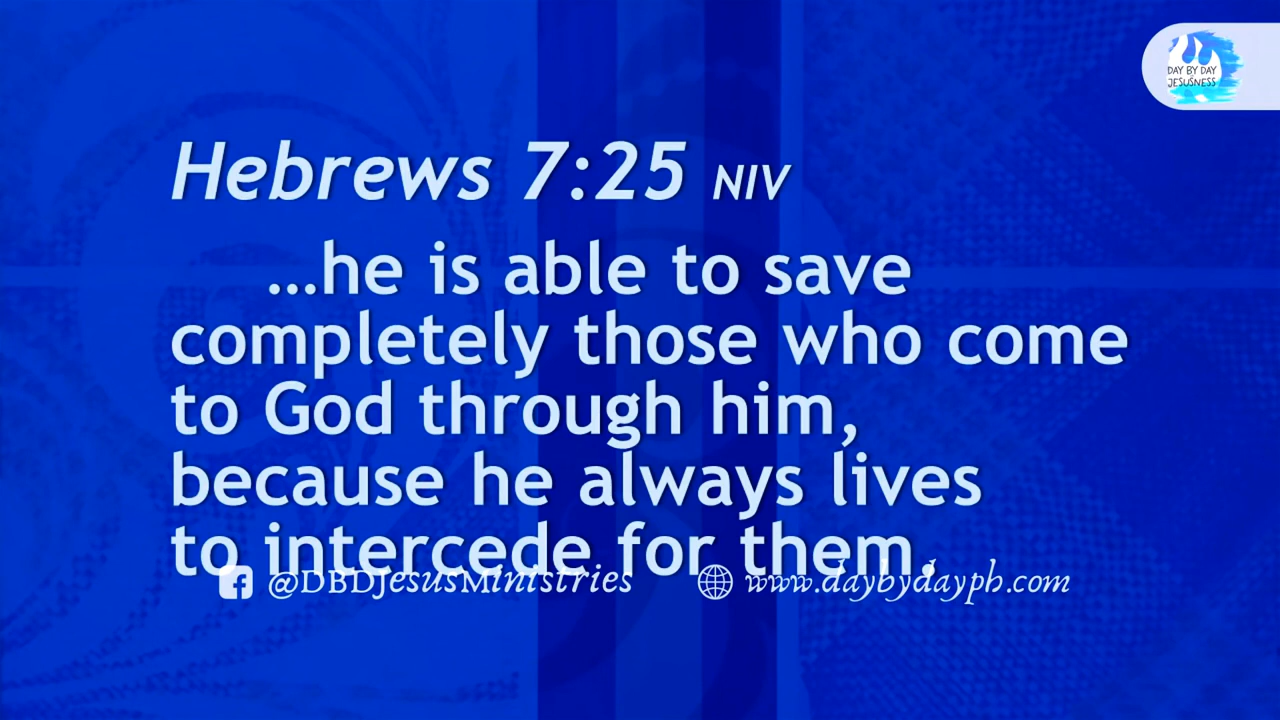 DAY BY DAY
JESUSNESS
Hebrews 7:25 NIV
...he is able to save
completely those who come
to God through him,
because he always lives
to intercede for them.
@DBDJesusMinistries
www.daybydayph.com